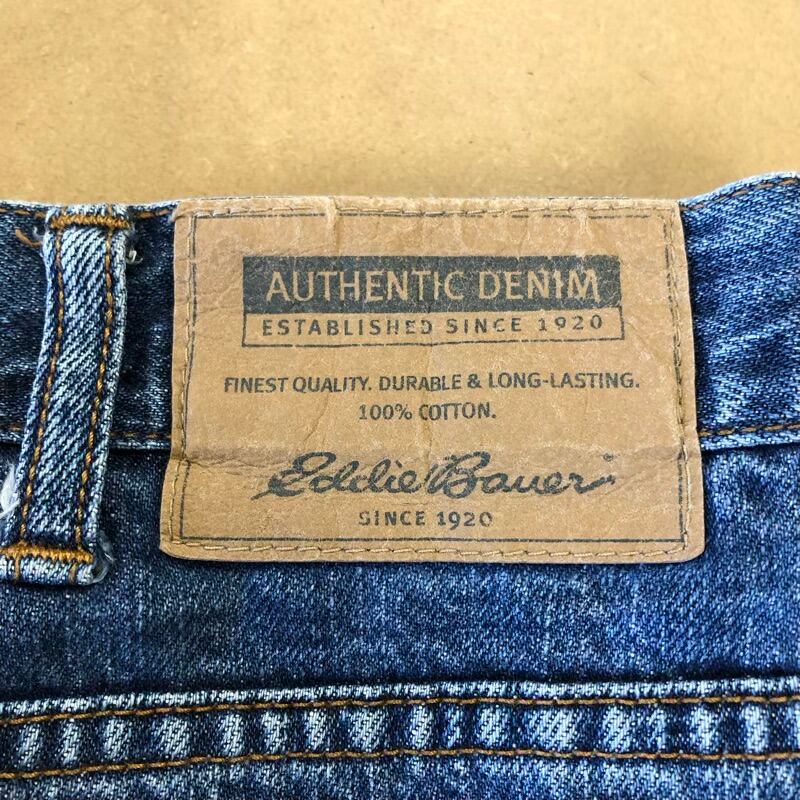 AUTHENTIC DENIM
ESTABLISHED SINCE 1920
FINEST QUALITY. DURABLE & LONG-LASTING.
100% COTTON.
Eddie Bauer
SINCE 1920